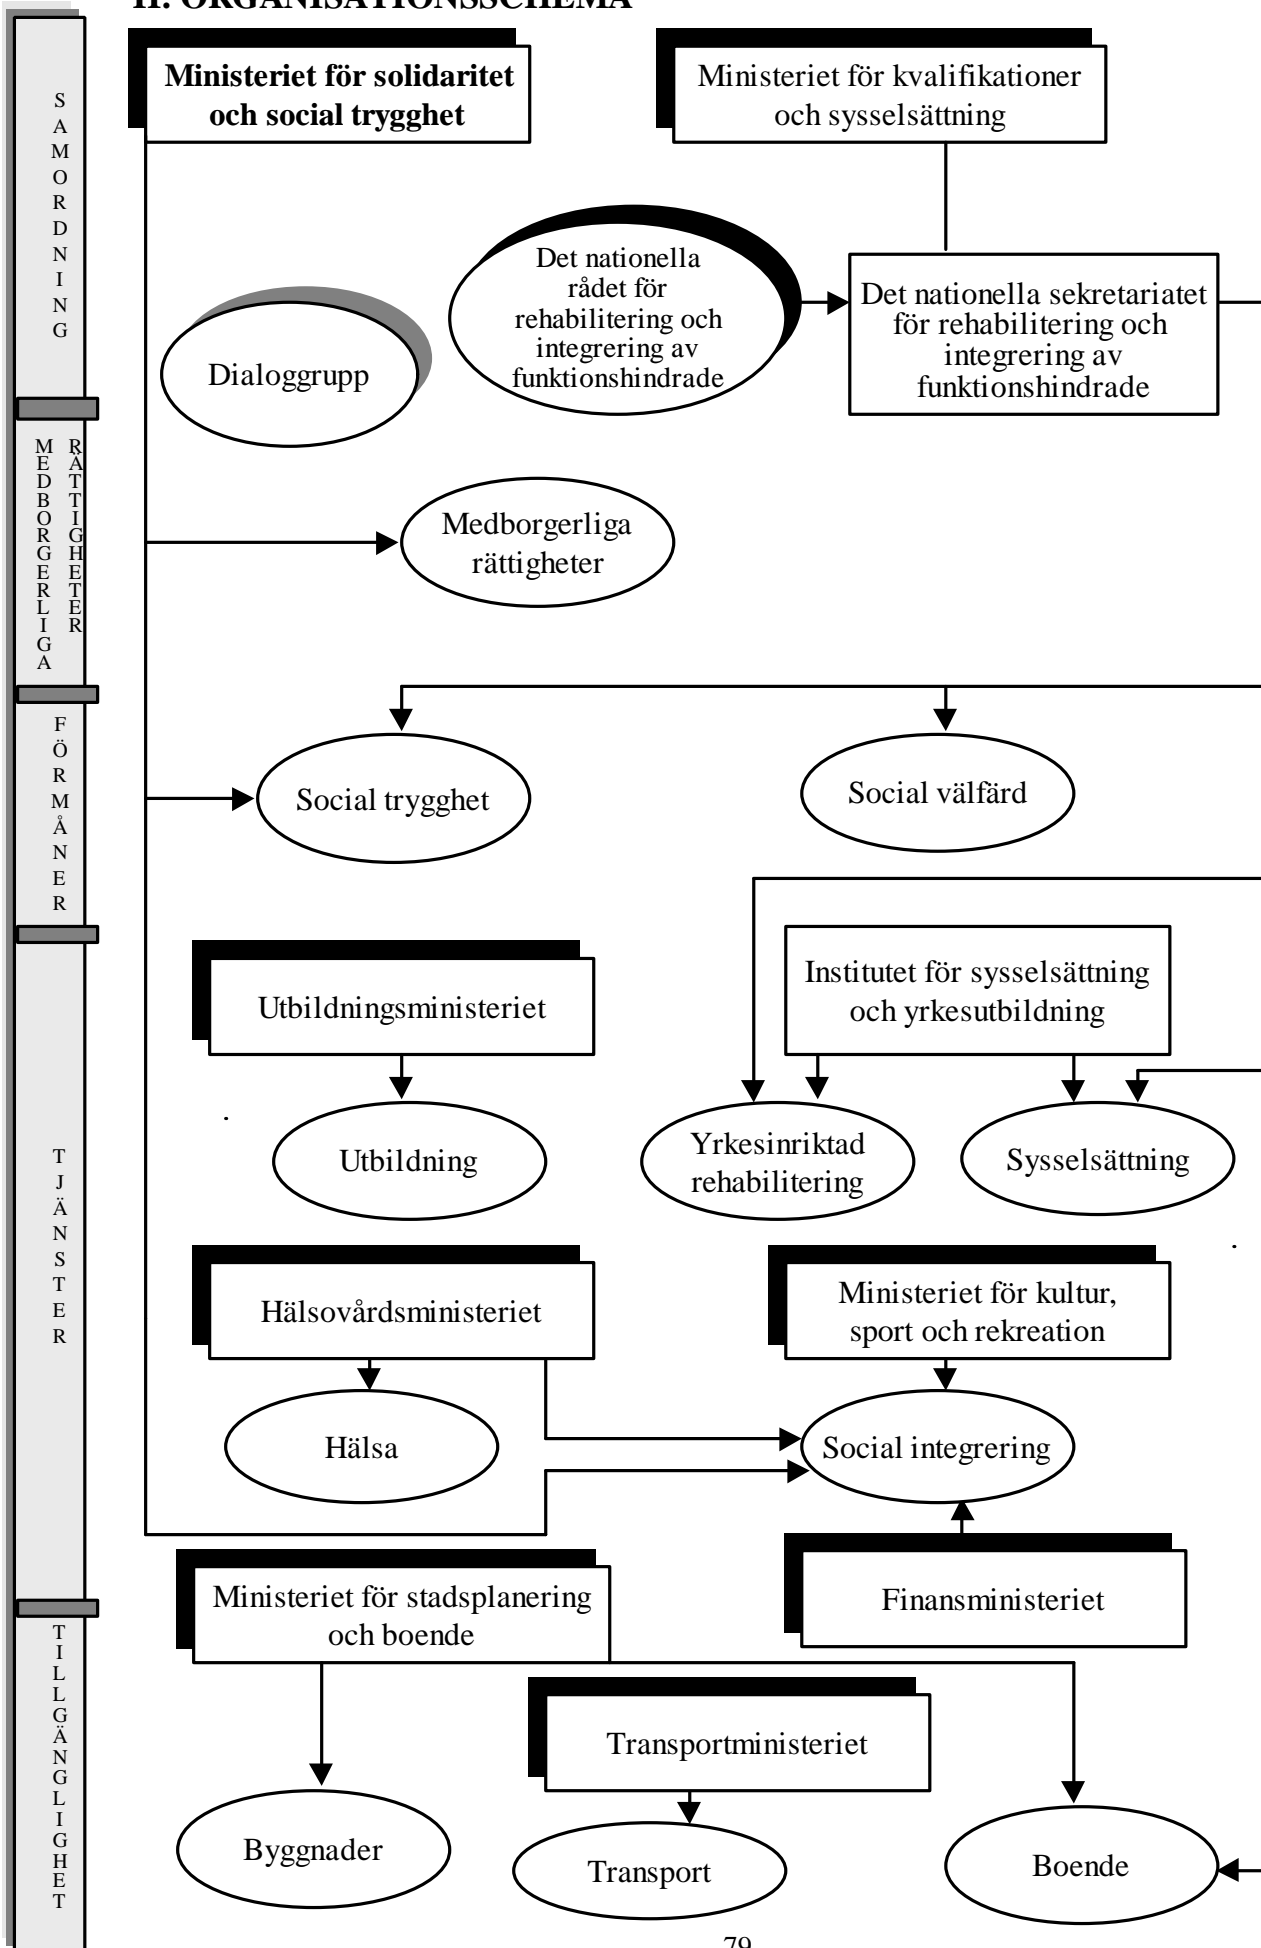 II. ORGANISATIONSSCHEMA
SAMORDNING
Ministeriet för solidaritet
och social trygghet
Ministeriet för kvalifikationer
och sysselsättning
Det nationella
rådet för
rehabilitering och
integrering av
funktionshindrade
Det nationella sekretariatet
för rehabilitering och
integrering av
funktionshindrade
Dialoggrupp
MEDBORGERLIGA
RÄTTIGHETER
Medborgerliga
rättigheter
FÖRMÅNER
Social trygghet
Social välfärd
TJÄNSTER
Utbildningsministeriet
Institutet för sysselsättning
och yrkesutbildning
Utbildning
Yrkesinriktad
rehabilitering
Sysselsättning
Hälsovårdsministeriet
Ministeriet för kultur,
sport och rekreation
Hälsa
Social integrering
Ministeriet för stadsplanering
och boende
Finansministeriet
TILLGÄNGLIGHET
Transportministeriet
Byggnader
Transport
Boende
79